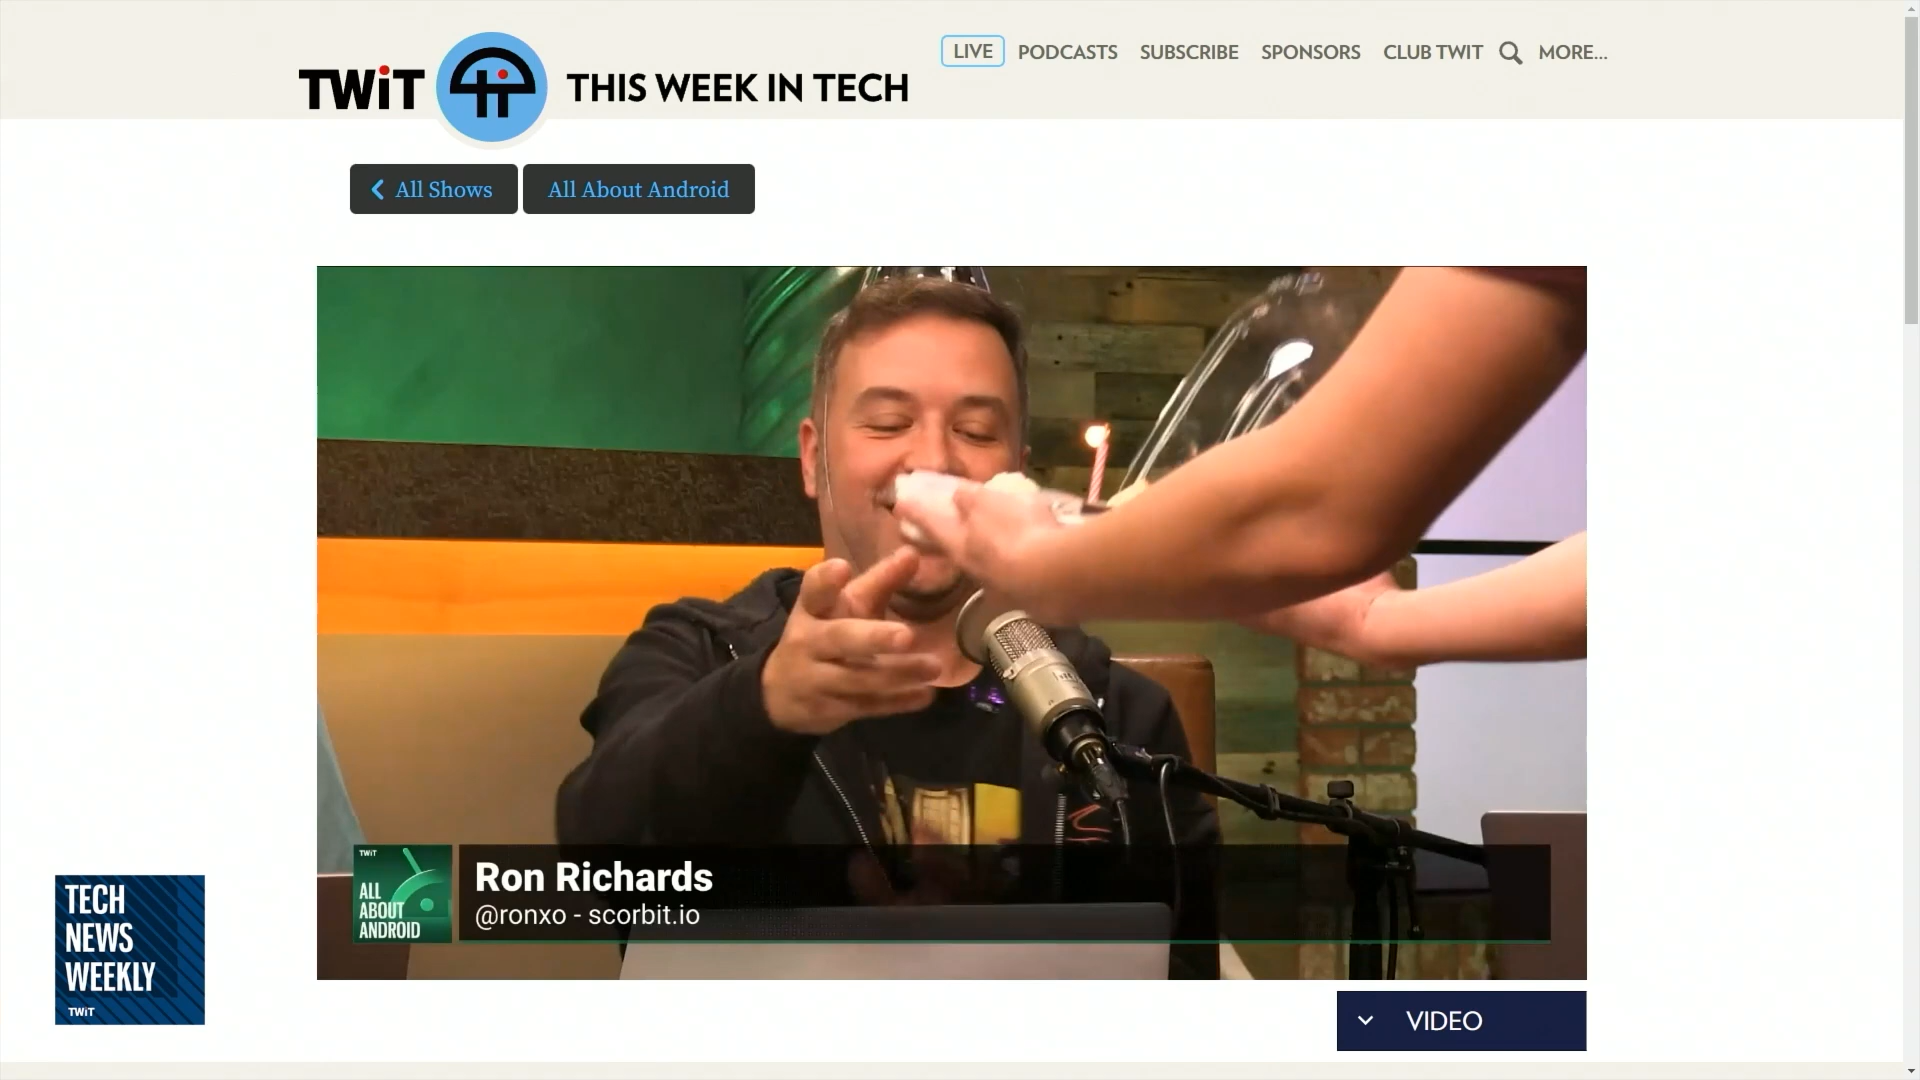 TWiT
THIS WEEK IN TECH
LIVE
PODCASTS
SUBSCRIBE
SPONSORS
CLUB TWIT
MORE...
All Shows
All About Android
TWiT
ALL
ABOUT
ANDROID
Ron Richards
@ronxo - scorbit.io
TECH
NEWS
WEEKLY
TWiT
VIDEO